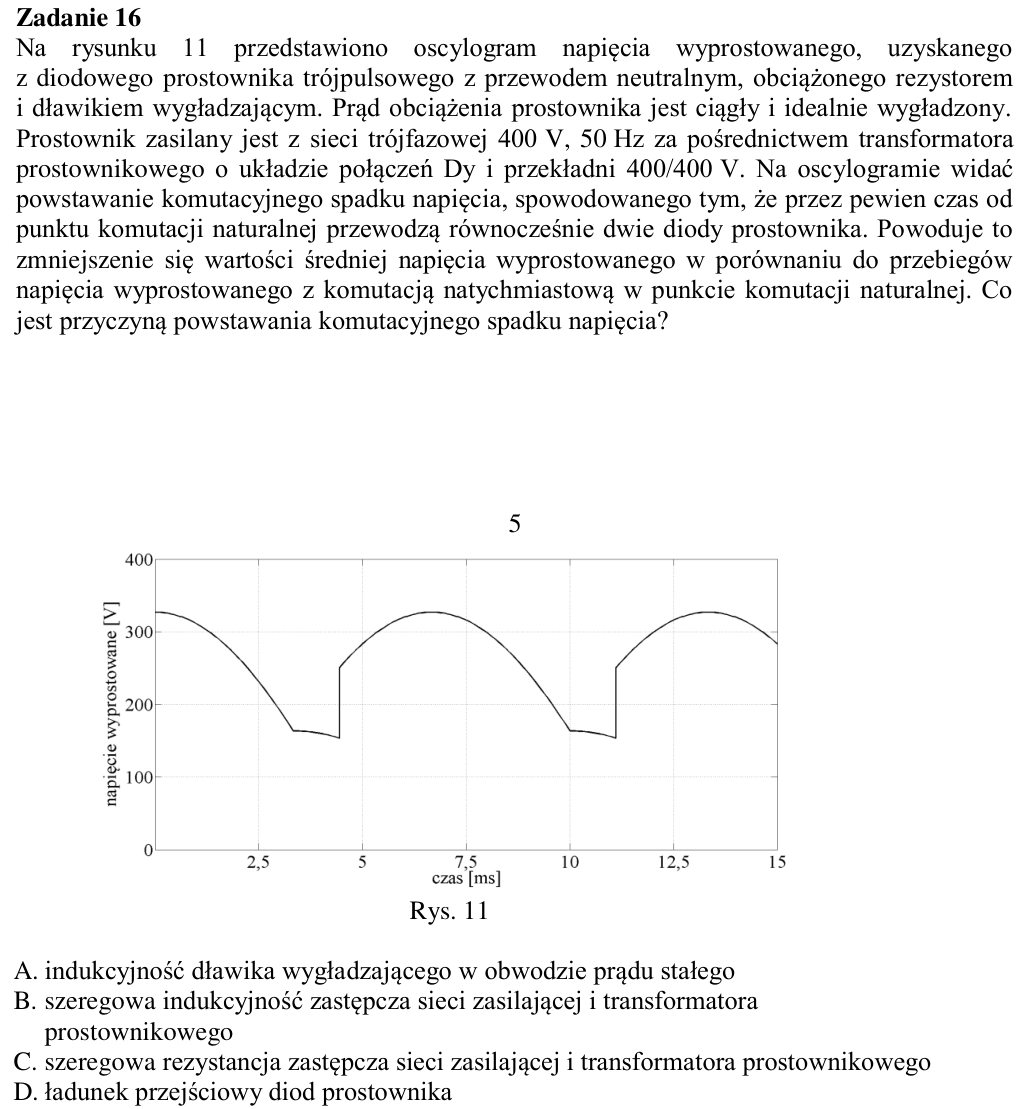 Zadanie 16
Na rysunku 11 przedstawiono oscylogram napięcia wyprostowanego, uzyskanego
z diodowego prostownika trójpulsowego z przewodem neutralnym, obciążonego rezystorem
i dławikiem wygładzającym. Prąd obciążenia prostownika jest ciągły i idealnie wygładzony.
Prostownik zasilany jest z sieci trójfazowej 400 V, 50 Hz za pośrednictwem transformatora
prostownikowego o układzie połączeń Dy i przekładni 400/400 V. Na oscylogramie widać
powstawanie komutacyjnego spadku napięcia, spowodowanego tym, że przez pewien czas od
punktu komutacji naturalnej przewodzą równocześnie dwie diody prostownika. Powoduje to
zmniejszenie się wartości średniej napięcia wyprostowanego w porównaniu do przebiegów
napięcia wyprostowanego z komutacją natychmiastową w punkcie komutacji naturalnej. Co
jest przyczyną powstawania komutacyjnego spadku napięcia?
5
400
300
200
100
0
napięcie wyprostowane [V]
2,5
5
7,5
10
12,5
15
czas [ms]
Rys. 11
A. indukcyjność dławika wygładzającego w obwodzie prądu stałego
B. szeregowa indukcyjność zastępcza sieci zasilającej i transformatora
prostownikowego
C. szeregowa rezystancja zastępcza sieci zasilającej i transformatora prostownikowego
D. ładunek przejściowy diod prostownika